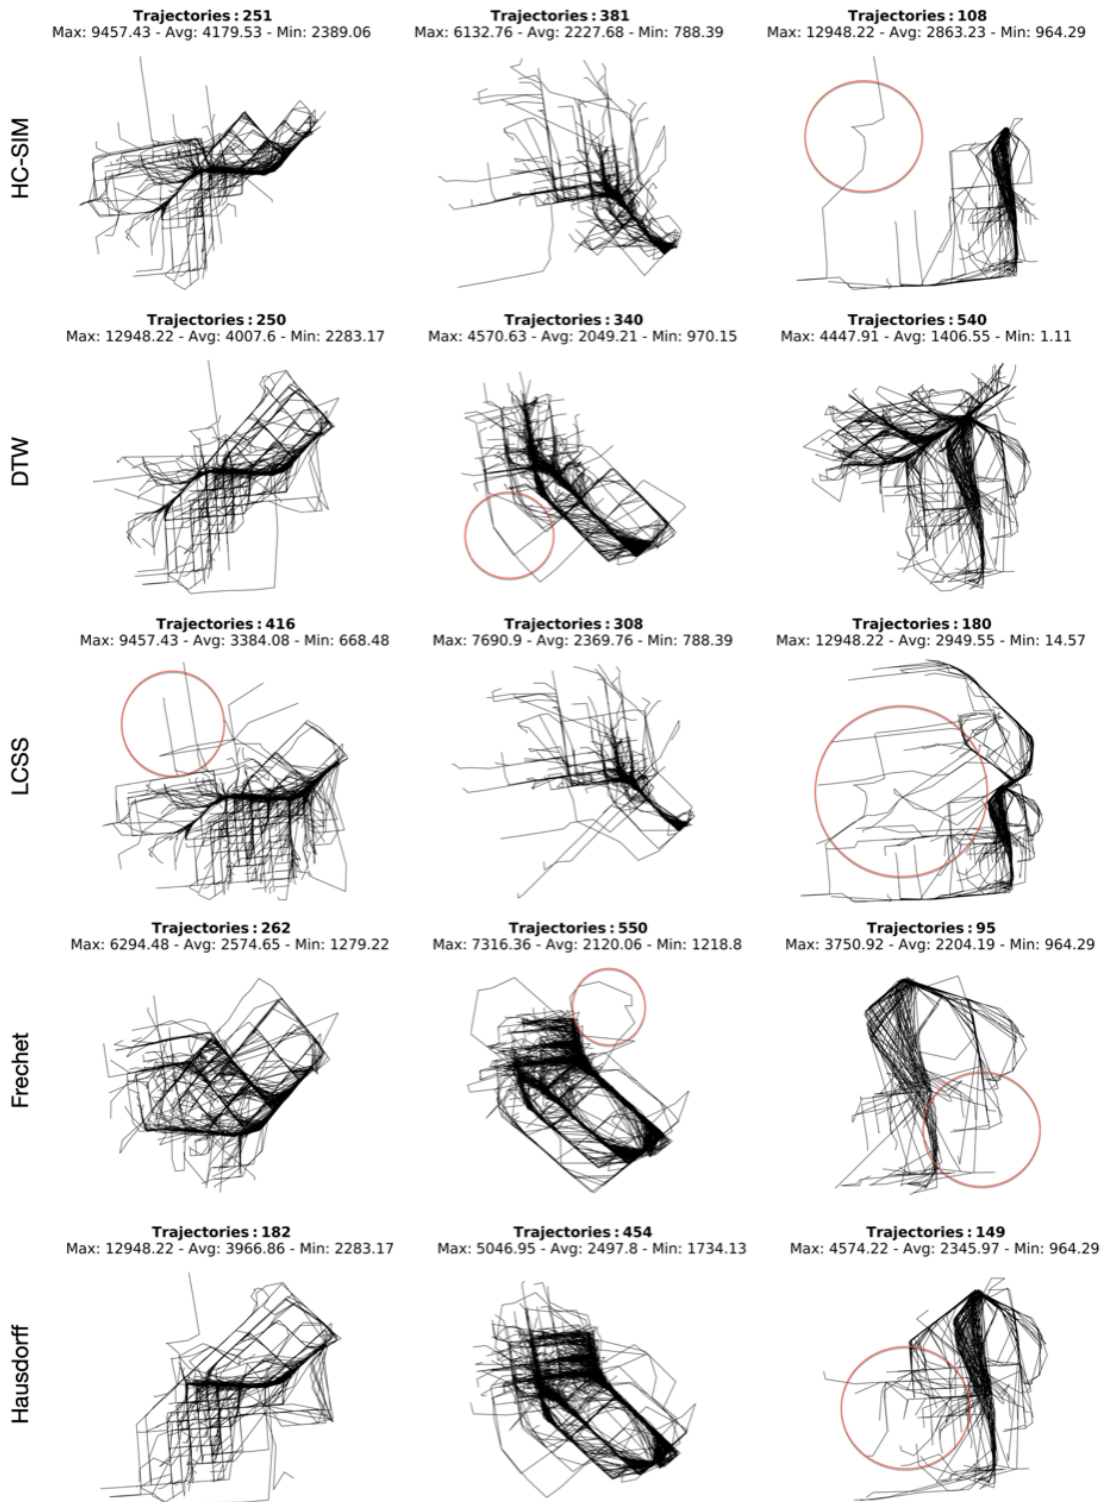 Trajectories: 251
Max: 9457.43 - Avg: 4179.53 - Min: 2389.06
Trajectories: 381
Max: 6132.76 - Avg: 2227.68 - Min: 788.39
Trajectories: 108
Max: 12948.22 - Avg: 2863.23 - Min: 964.29
HC-SIM
Trajectories: 250
Max: 12948.22 - Avg: 4007.6 - Min: 2283.17
Trajectories: 340
Max: 4570.63 - Avg: 2049.21 - Min: 970.15
Trajectories: 540
Max: 4447.91 - Avg: 1406.55 - Min: 1.11
DTW
Trajectories: 416
Max: 9457.43 - Avg: 3384.08 - Min: 668.48
Trajectories: 308
Max: 7690.9 - Avg: 2369.76 - Min: 788.39
Trajectories: 180
Max: 12948.22 - Avg: 2949.55 - Min: 14.57
LCSS
Trajectories: 262
Max: 6294.48 - Avg: 2574.65 - Min: 1279.22
Trajectories: 550
Max: 7316.36 - Avg: 2120.06 - Min: 1218.8
Trajectories: 95
Max: 3750.92 - Avg: 2204.19 - Min: 964.29
Frechet
Trajectories: 182
Max: 12948.22 - Avg: 3966.86 - Min: 2283.17
Trajectories: 454
Max: 5046.95 - Avg: 2497.8 - Min: 1734.13
Trajectories: 149
Max: 4574.22 - Avg: 2345.97 - Min: 964.29
Hausdorff